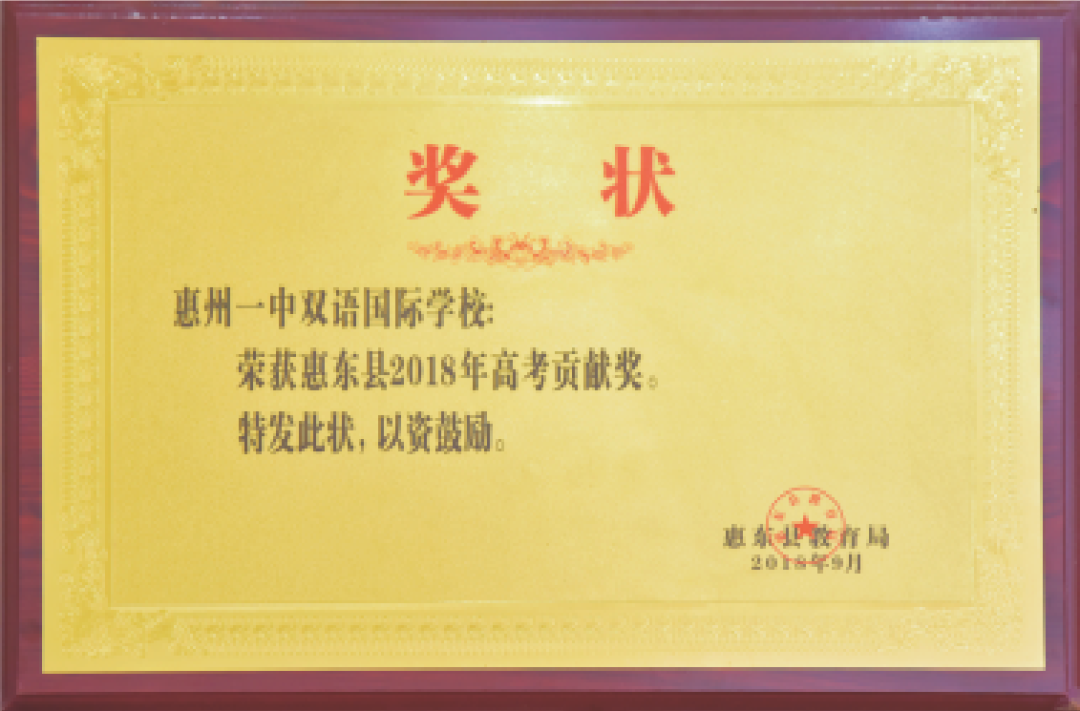 奖 状
惠州一中双语国际学校:
荣获惠东县2018年高考贡献奖。
特发此状,以资鼓励。
惠东县教育局
2018年9月